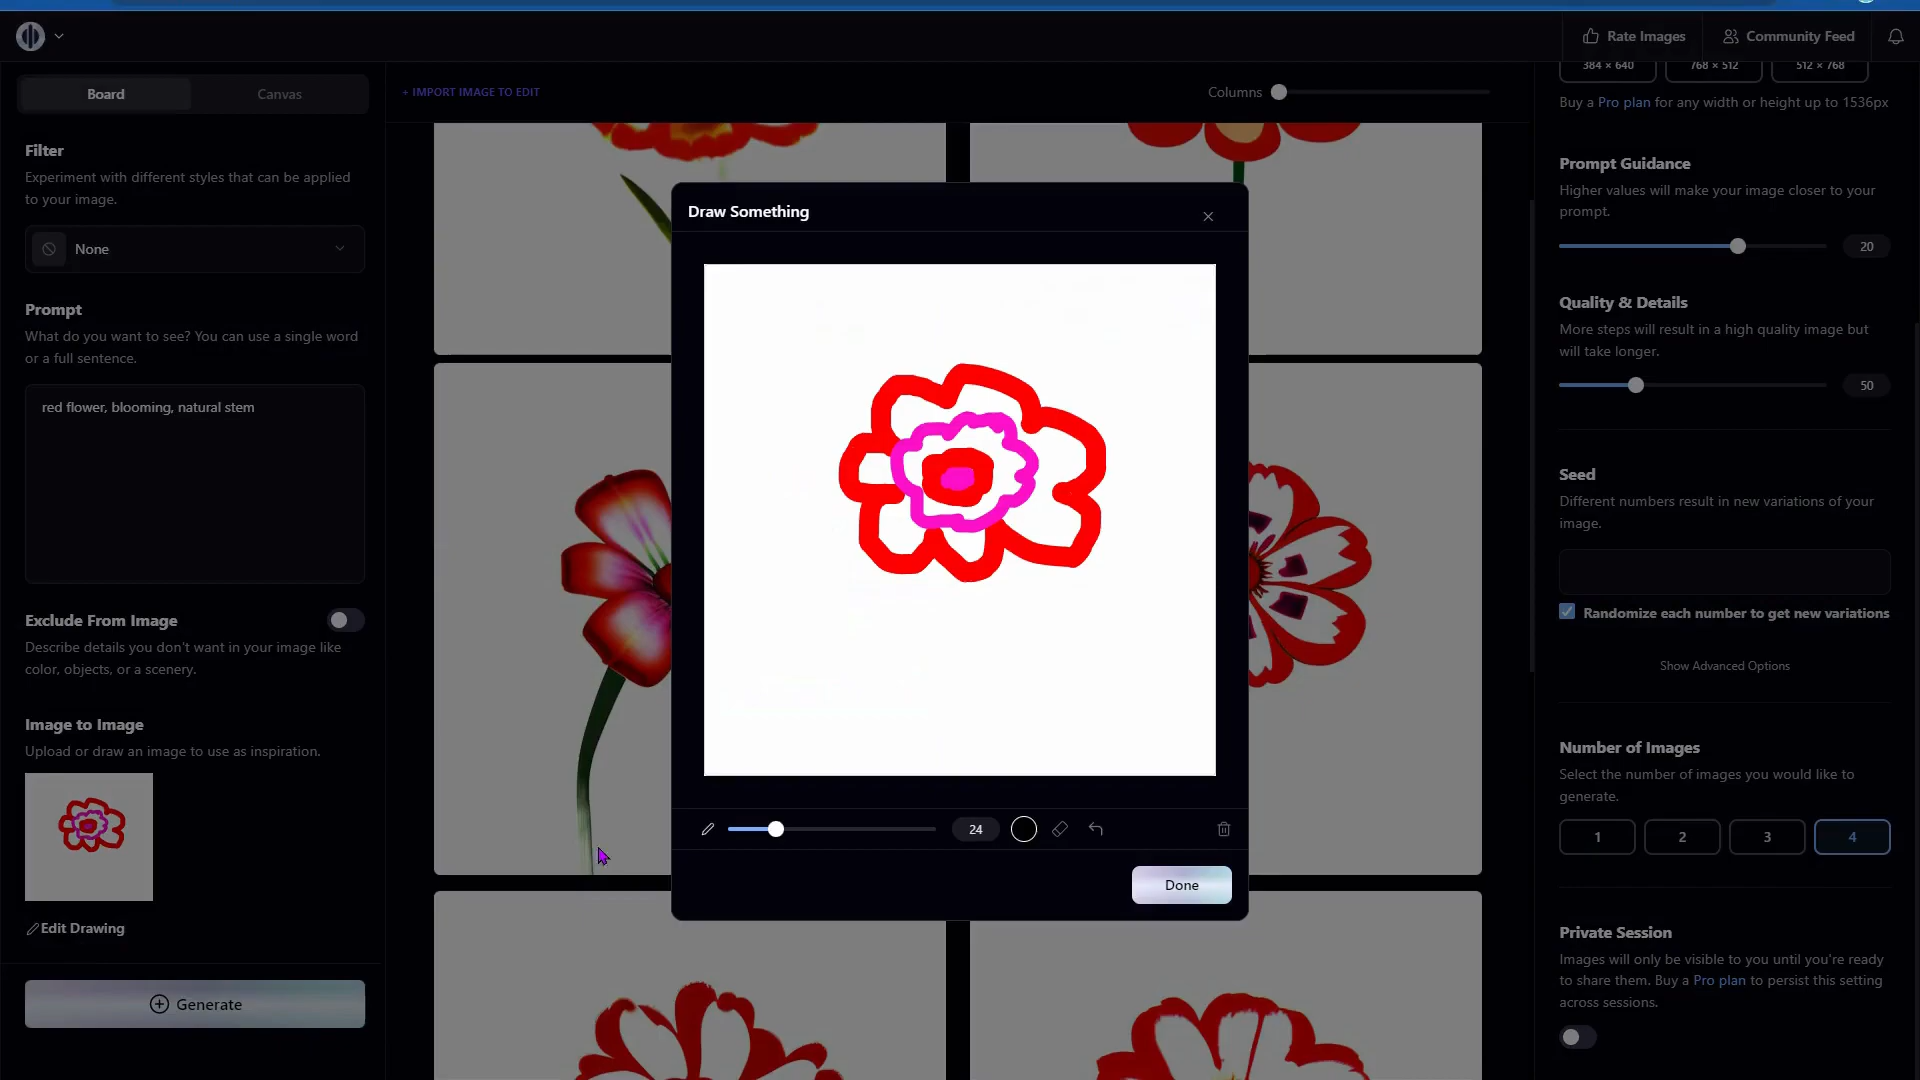 Rate Images
Community Feed
Board
Canvas
+ IMPORT IMAGE TO EDIT
Columns
384 × 640
768 × 512
512 × 768
Buy a Pro plan for any width or height up to 1536px
Filter
Experiment with different styles that can be applied
to your image.
None
Prompt
What do you want to see? You can use a single word
or a full sentence.
red flower, blooming, natural stem
Exclude From Image
Describe details you don't want in your image like
color, objects, or a scenery.
Image to Image
Upload or draw an image to use as inspiration.
Edit Drawing
Generate
Draw Something
24
Done
Prompt Guidance
Higher values will make your image closer to your
prompt.
20
Quality & Details
More steps will result in a high quality image but
will take longer.
50
Seed
Different numbers result in new variations of your
image.
Randomize each number to get new variations
Show Advanced Options
Number of Images
Select the number of images you would like to
generate.
1
2
3
4
Private Session
Images will only be visible to you until you're ready
to share them. Buy a Pro plan to persist this setting
across sessions.